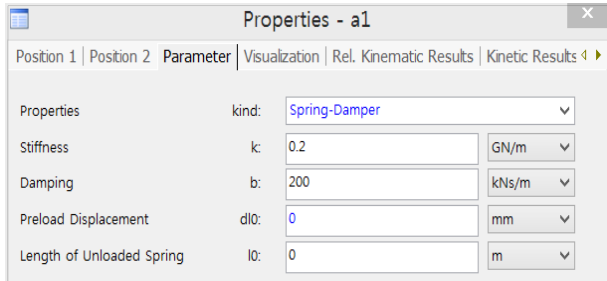 Properties - a1
Position 1 | Position 2 Parameter | Visualization | Rel. Kinematic Results | Kinetic Results
Properties kind: Spring-Damper
Stiffness k: 0.2 GN/m
Damping b: 200 kNs/m
Preload Displacement dl0: 0 mm
Length of Unloaded Spring l0: 0 m